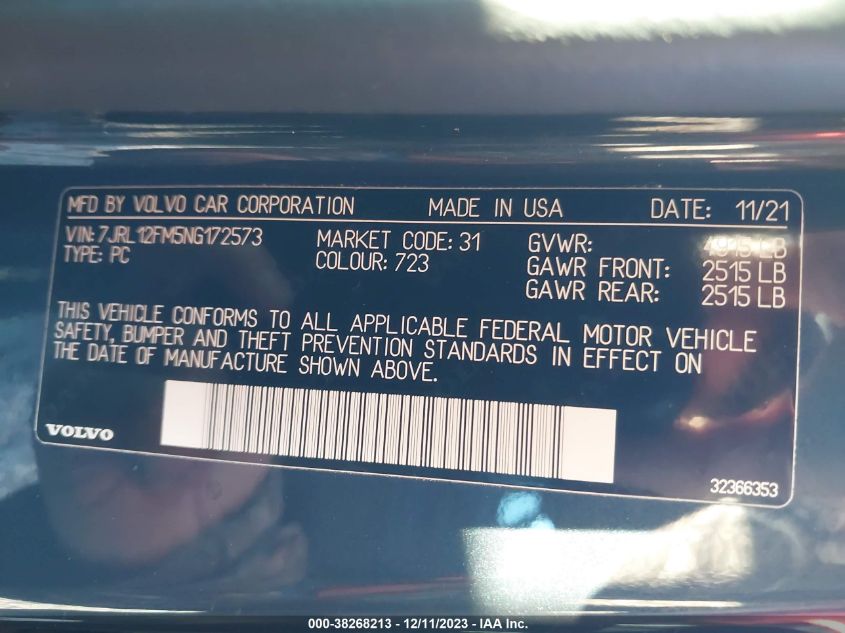 MFD BY VOLVO CAR CORPORATION MADE IN USA DATE: 11/21
VIN: 7JRL12FM5NG172573 MARKET CODE: 31 GVWR: 4915 LB
TYPE: PC COLOUR: 723 GAWR FRONT: 2515 LB
GAWR REAR: 2515 LB
THIS VEHICLE CONFORMS TO ALL APPLICABLE FEDERAL MOTOR VEHICLE
SAFETY, BUMPER AND THEFT PREVENTION STANDARDS IN EFFECT ON
THE DATE OF MANUFACTURE SHOWN ABOVE.
VOLVO
32366353
000-38268213 - 12/11/2023 - IAA Inc.